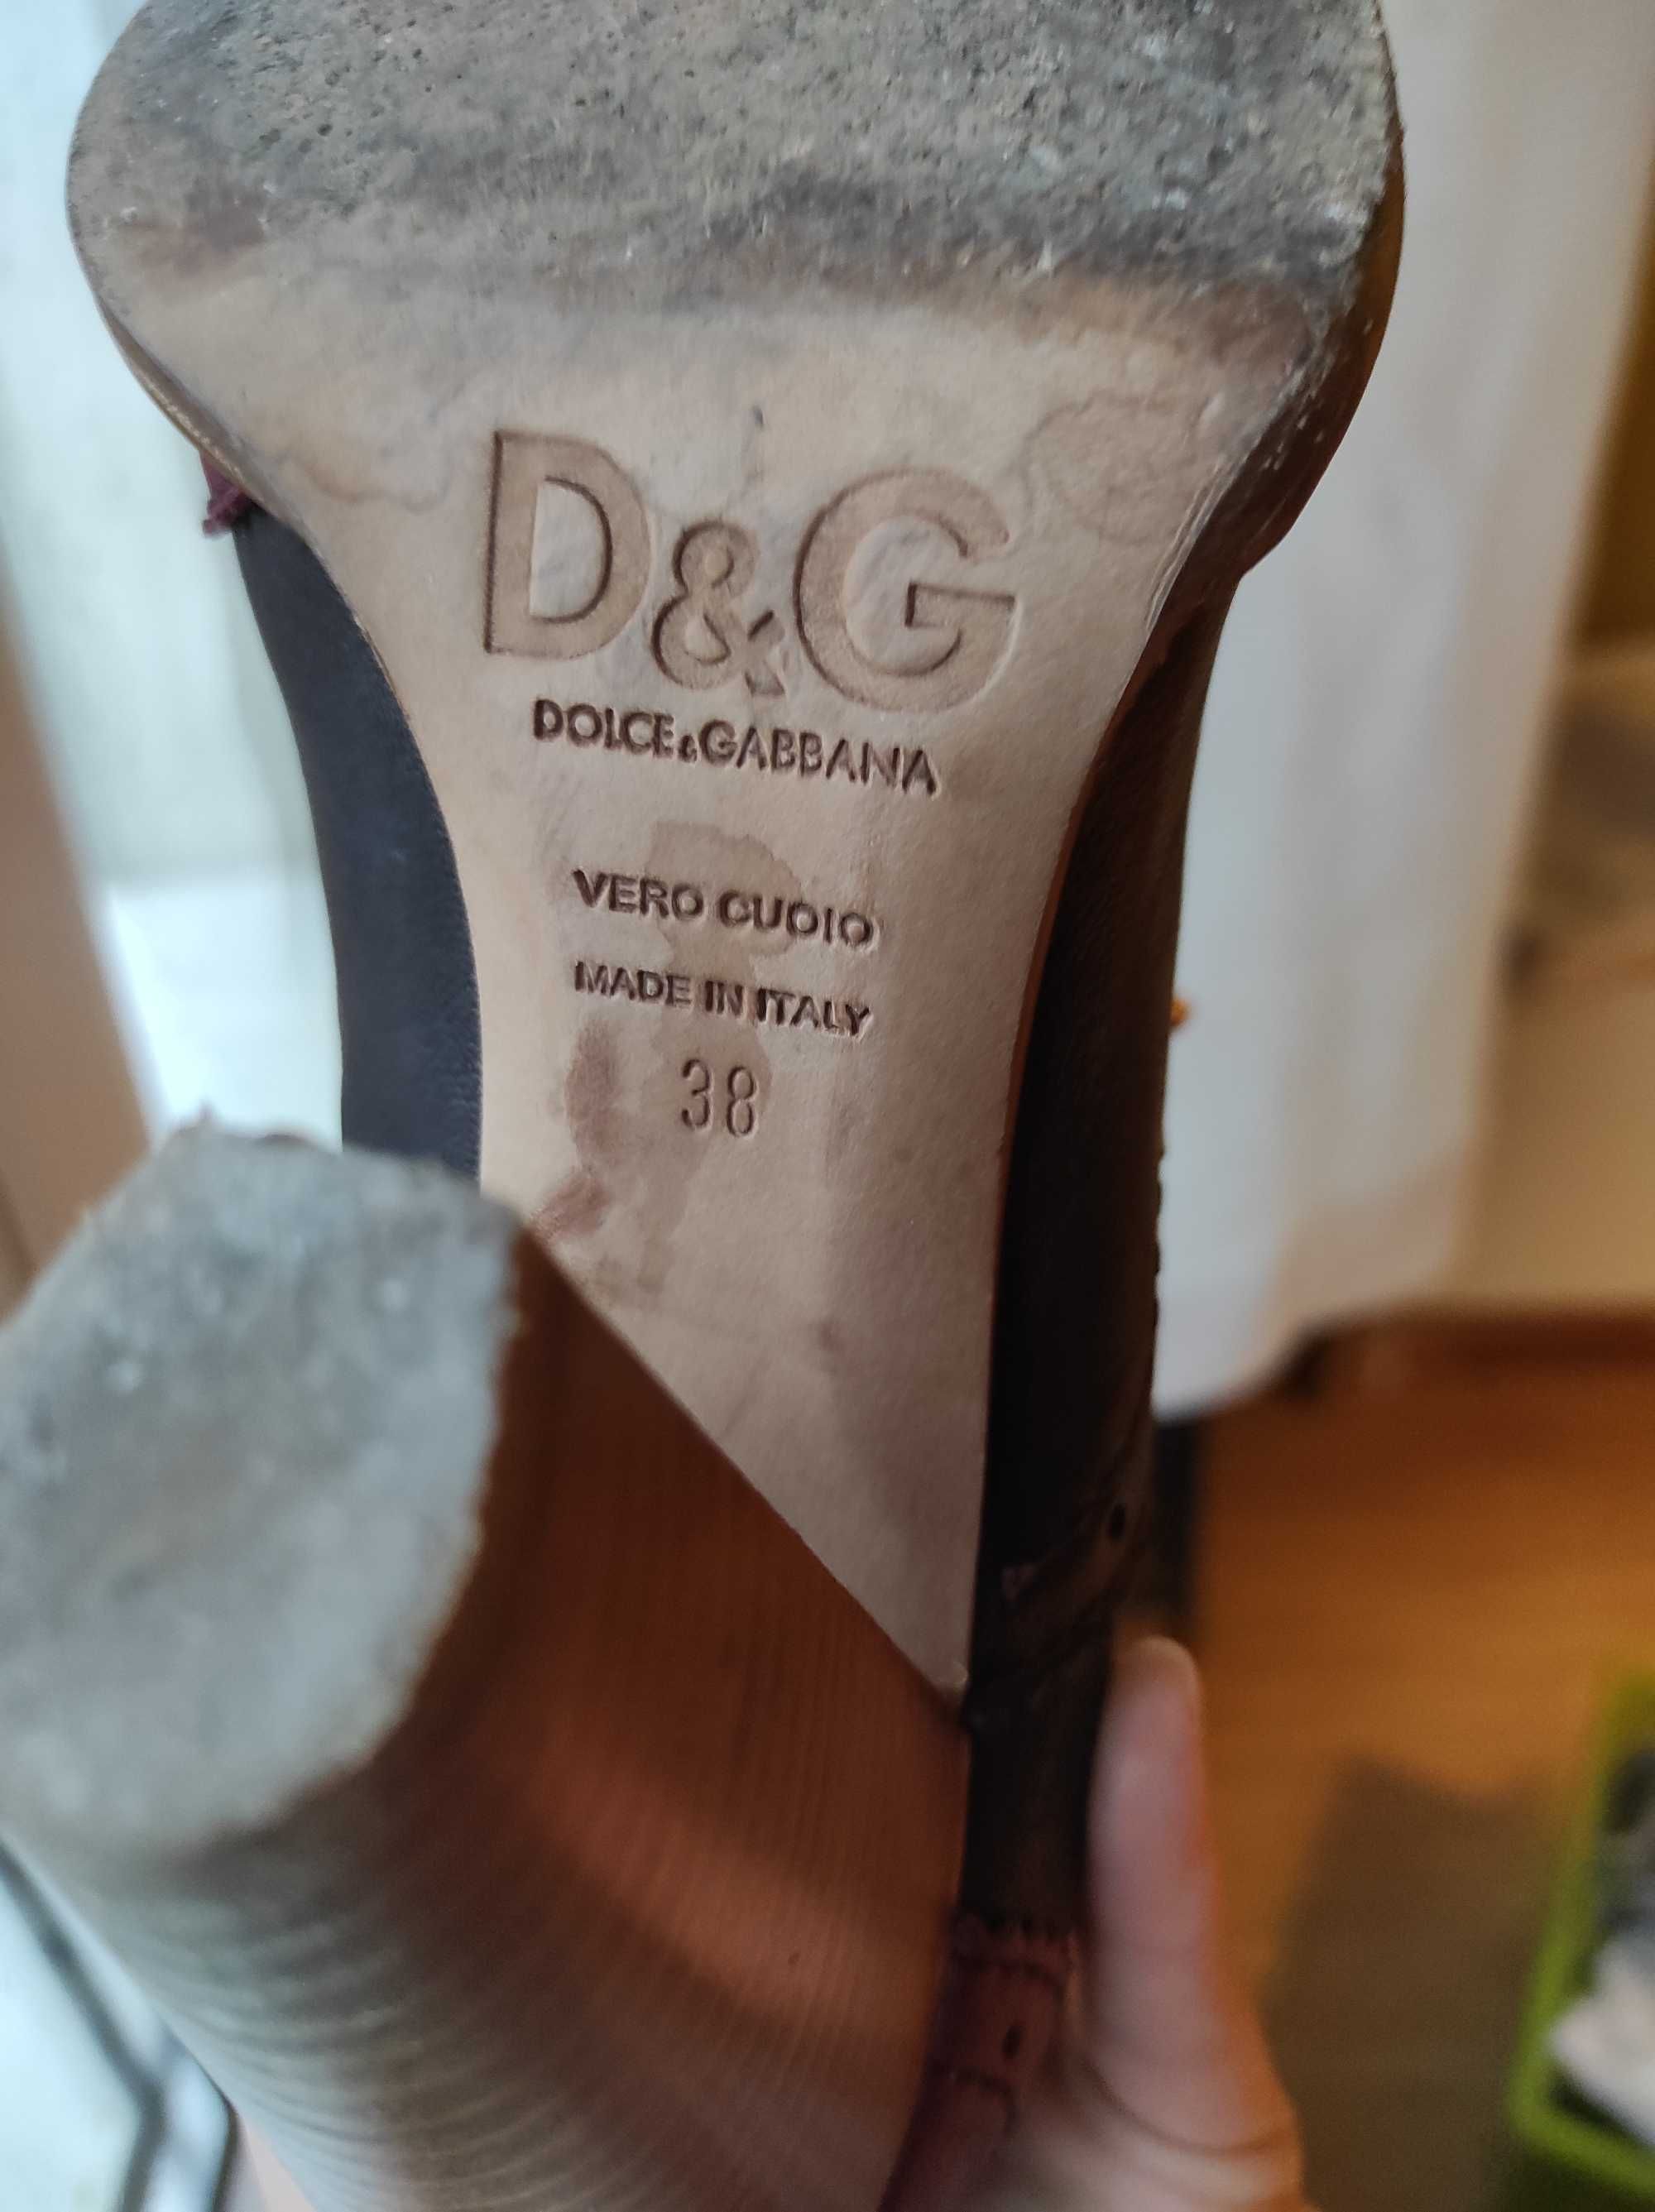 D&G
DOLCE&GABBANA
VERO CUOIO
MADE IN ITALY
38